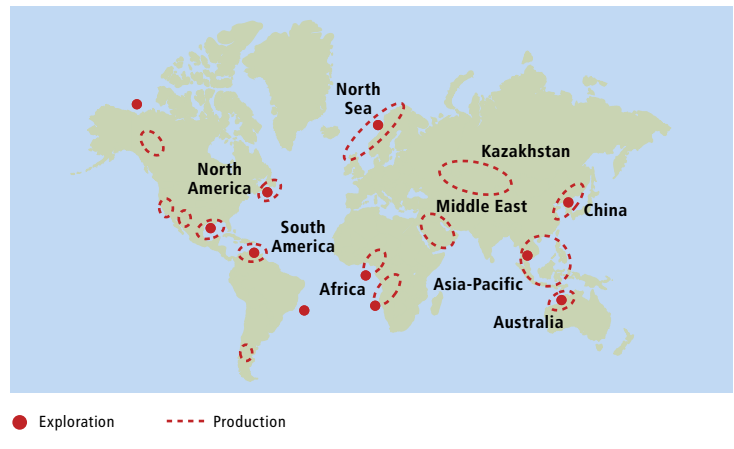 North
Sea
Kazakhstan
North
America
Middle East
China
South
America
Africa
Asia-Pacific
Australia
Exploration
Production